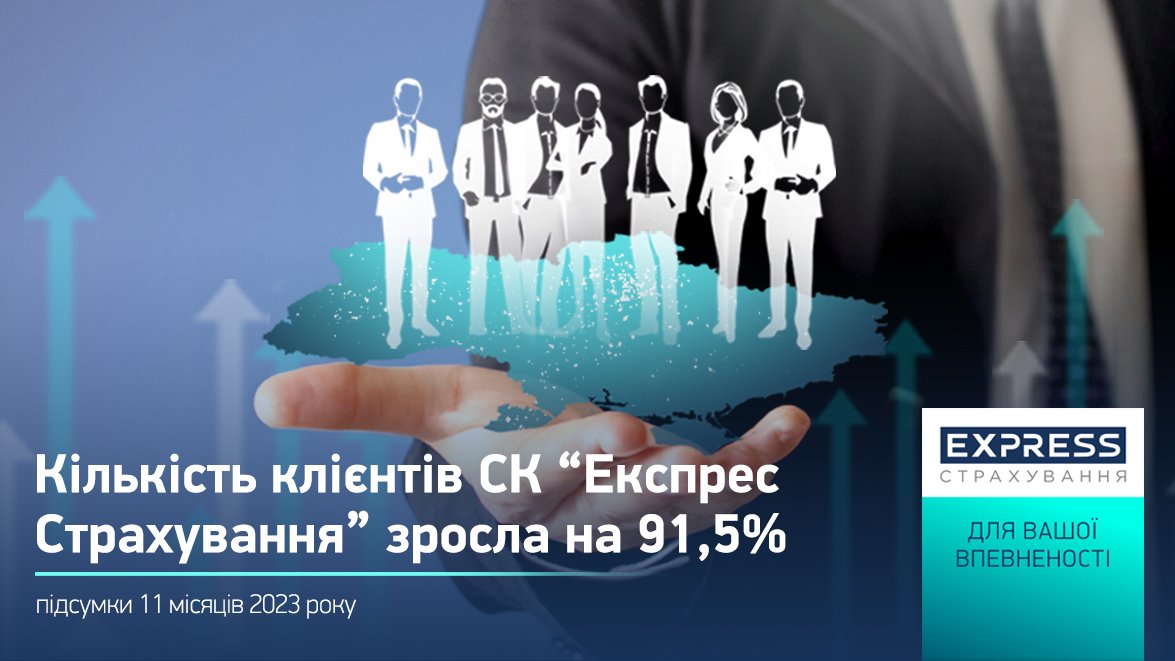 Кількість клієнтів СК “Експрес
Страхування” зросла на 91,5%
підсумки 11 місяців 2023 року
EXPRESS
СТРАХУВАННЯ
ДЛЯ ВАШОЇ
ВПЕВНЕНОСТІ